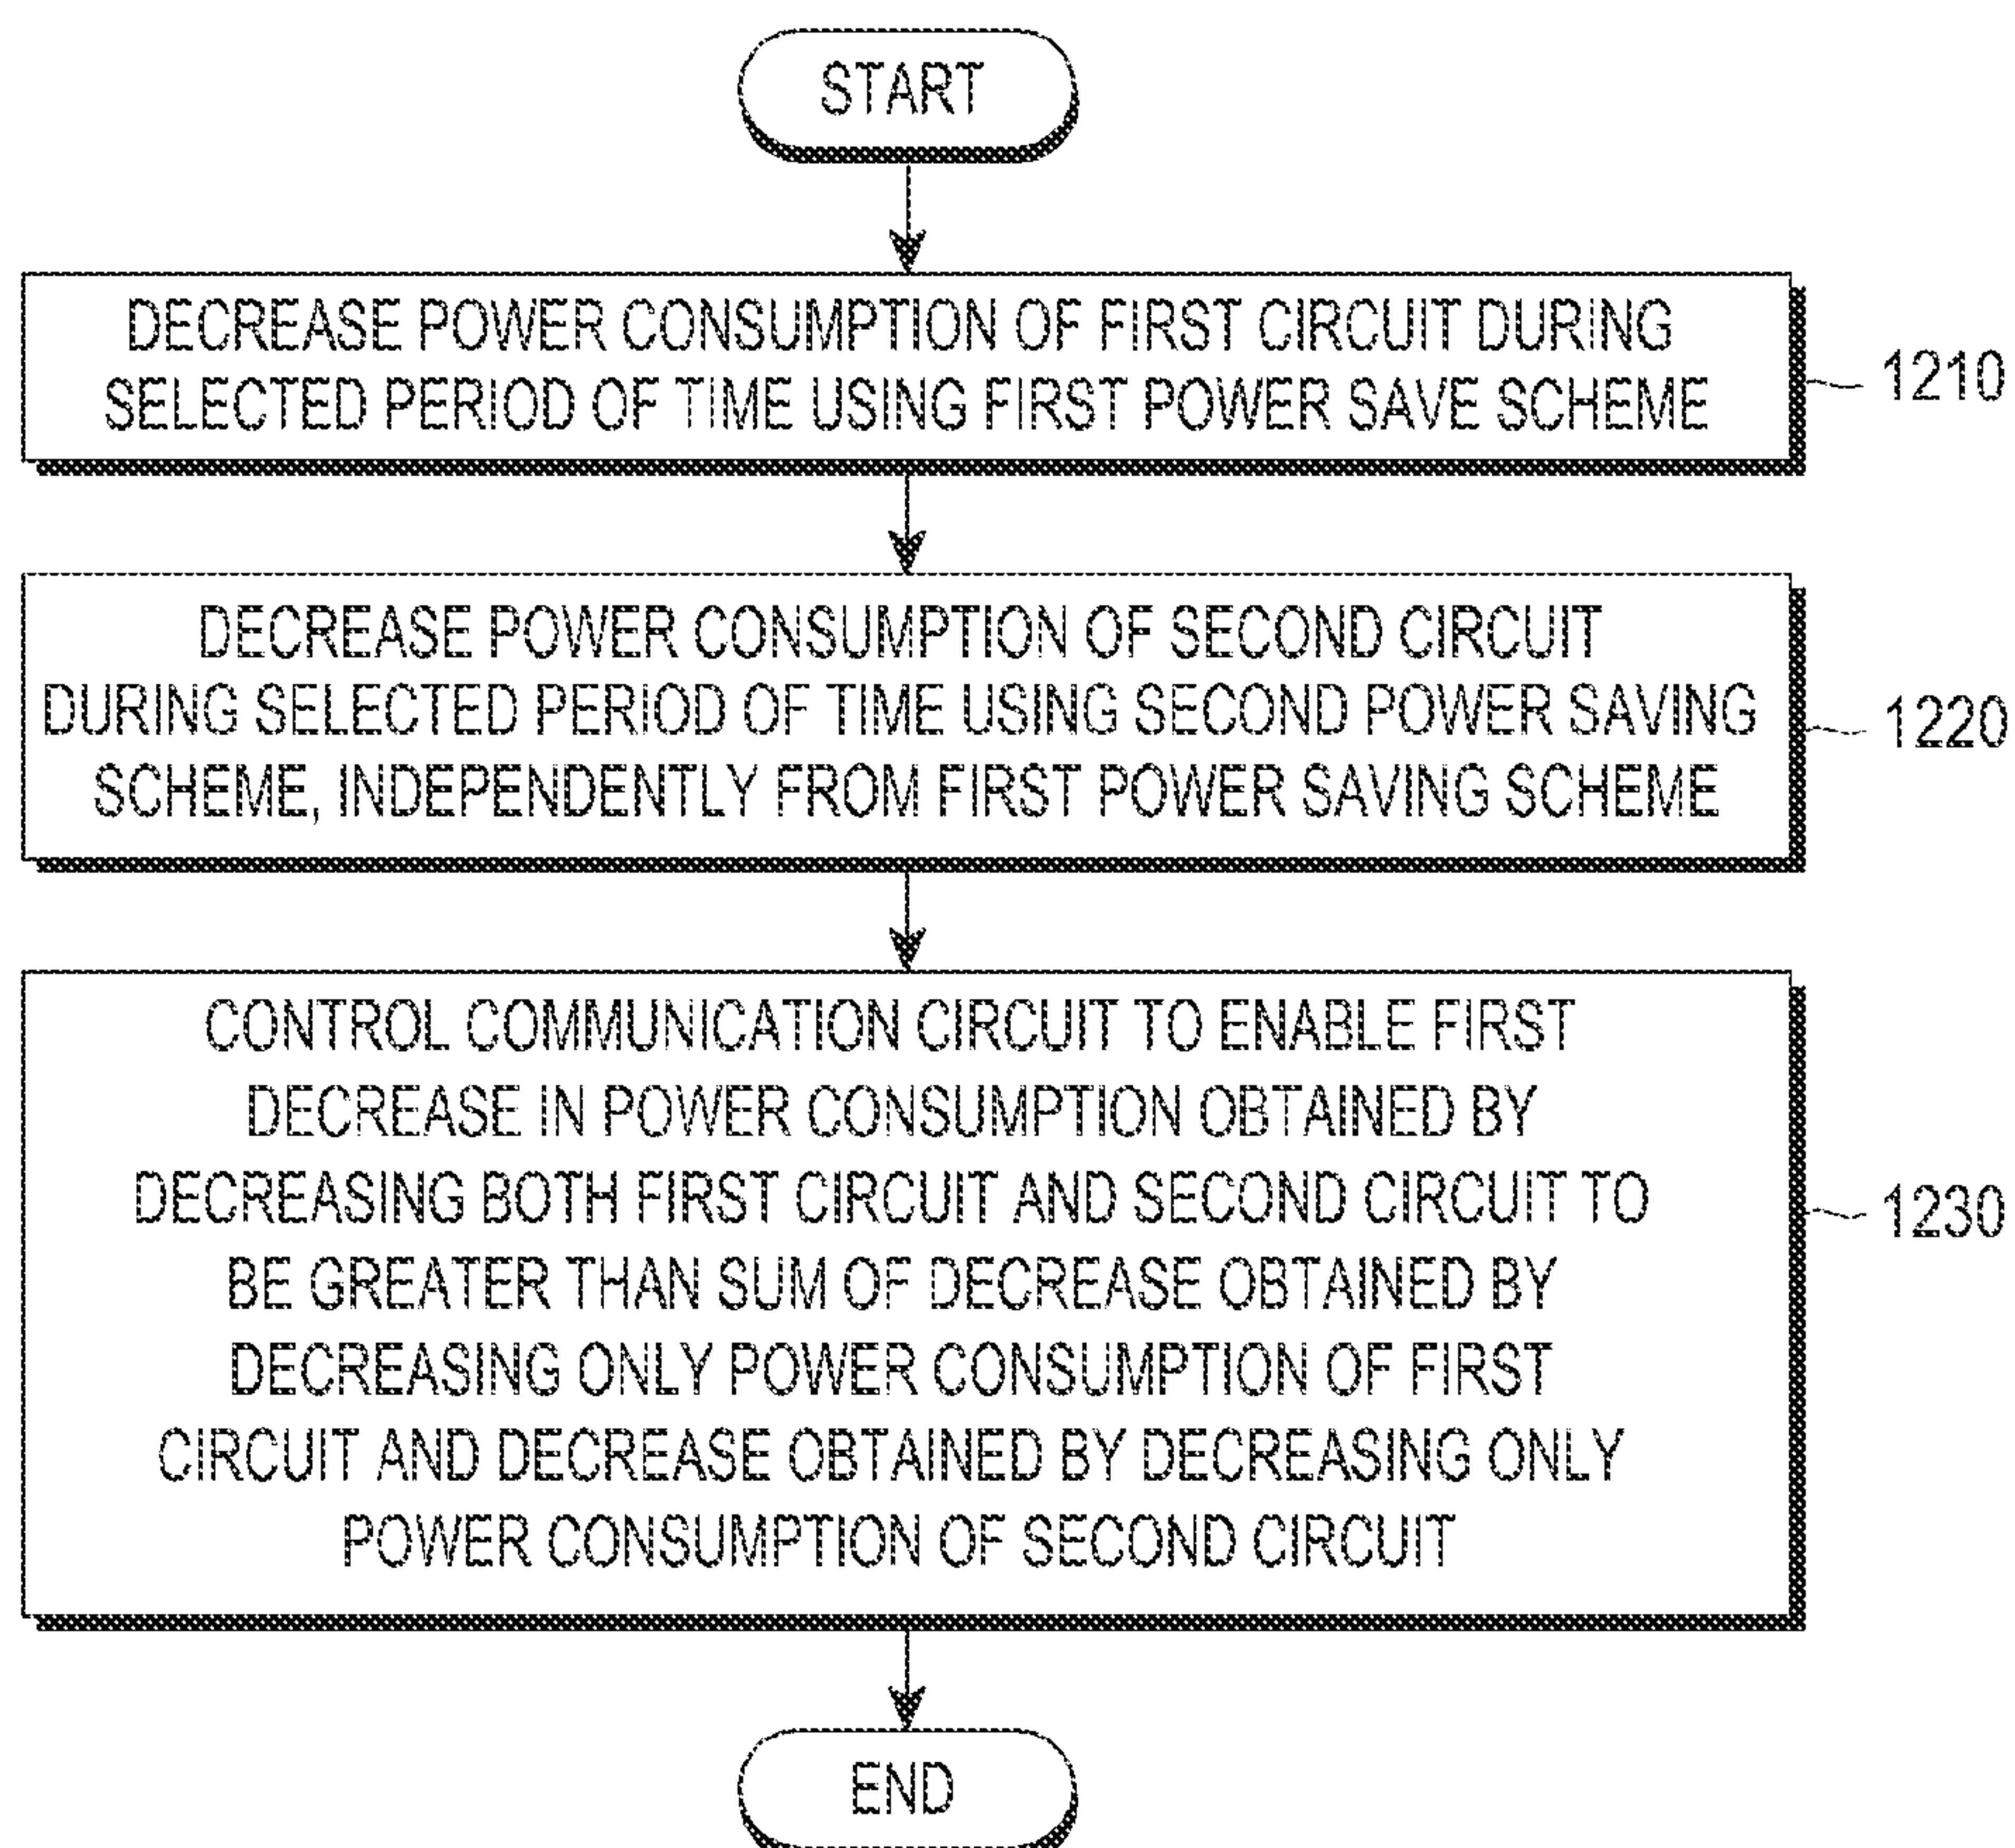 START
DECREASE POWER CONSUMPTION OF FIRST CIRCUIT DURING
SELECTED PERIOD OF TIME USING FIRST POWER SAVE SCHEME
1210
DECREASE POWER CONSUMPTION OF SECOND CIRCUIT
DURING SELECTED PERIOD OF TIME USING SECOND POWER SAVING
SCHEME, INDEPENDENTLY FROM FIRST POWER SAVING SCHEME
1220
CONTROL COMMUNICATION CIRCUIT TO ENABLE FIRST
DECREASE IN POWER CONSUMPTION OBTAINED BY
DECREASING BOTH FIRST CIRCUIT AND SECOND CIRCUIT TO
BE GREATER THAN SUM OF DECREASE OBTAINED BY
DECREASING ONLY POWER CONSUMPTION OF FIRST
CIRCUIT AND DECREASE OBTAINED BY DECREASING ONLY
POWER CONSUMPTION OF SECOND CIRCUIT
1230
END